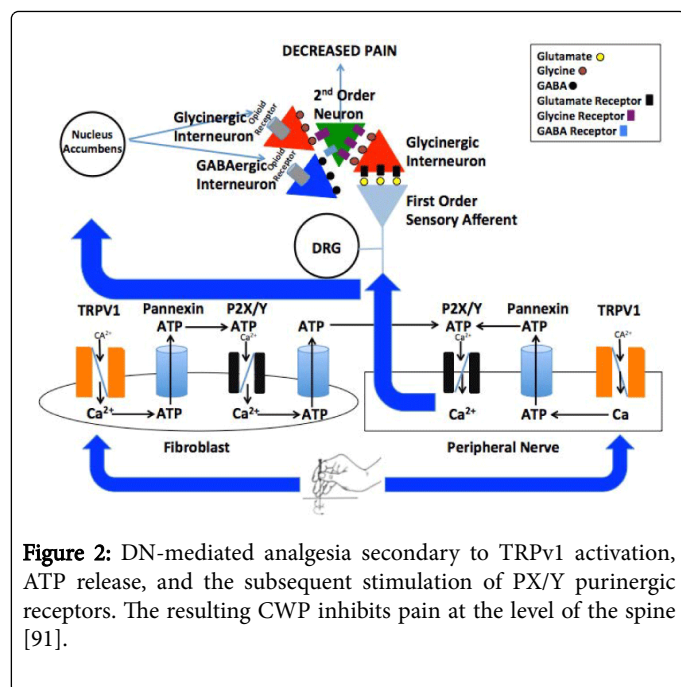 DECREASED PAIN
Glutamate
Glycine
GABA
Glutamate Receptor
Glycine Receptor
GABA Receptor
2nd Order
Neuron
Nucleus
Accumbens
Glycinergic
Interneuron
Opioid
Receptor
GABAergic
Interneuron
Opioid
Receptor
Glycinergic
Interneuron
First Order
Sensory Afferent
DRG
TRPV1 Pannexin P2X/Y
ATP ATP ATP
CA²⁺ Ca²⁺
Ca²⁺ ATP Ca²⁺ ATP
Fibroblast
P2X/Y Pannexin TRPV1
ATP ATP
Ca²⁺ CA²⁺
Ca²⁺ ATP Ca
Peripheral Nerve
Figure 2: DN-mediated analgesia secondary to TRPv1 activation,
ATP release, and the subsequent stimulation of PX/Y purinergic
receptors. The resulting CWP inhibits pain at the level of the spine
[91].